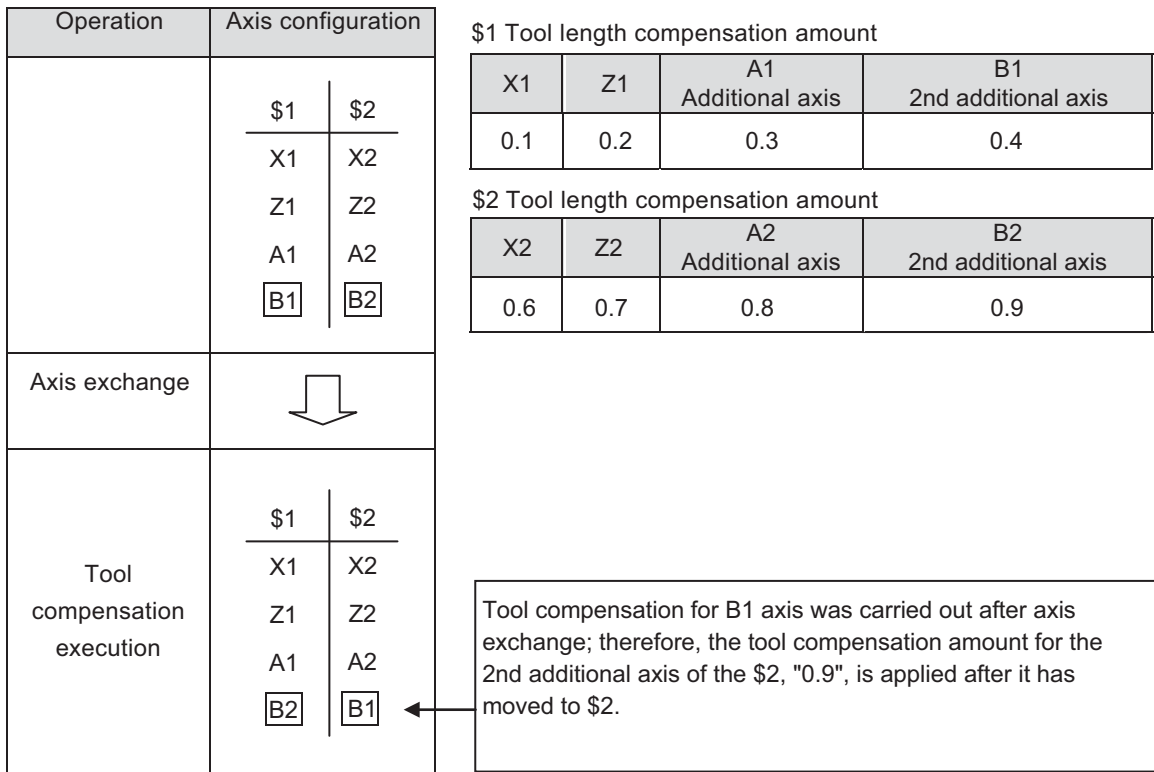 Operation Axis configuration
$1 $2
X1 X2
Z1 Z2
A1 A2
B1 B2
Axis exchange
Tool
compensation
execution
$1 $2
X1 X2
Z1 Z2
A1 A2
B2 B1
$1 Tool length compensation amount
X1 Z1 A1 B1
Additional axis 2nd additional axis
0.1 0.2 0.3 0.4
$2 Tool length compensation amount
X2 Z2 A2 B2
Additional axis 2nd additional axis
0.6 0.7 0.8 0.9
Tool compensation for B1 axis was carried out after axis
exchange; therefore, the tool compensation amount for the
2nd additional axis of the $2, "0.9", is applied after it has
moved to $2.